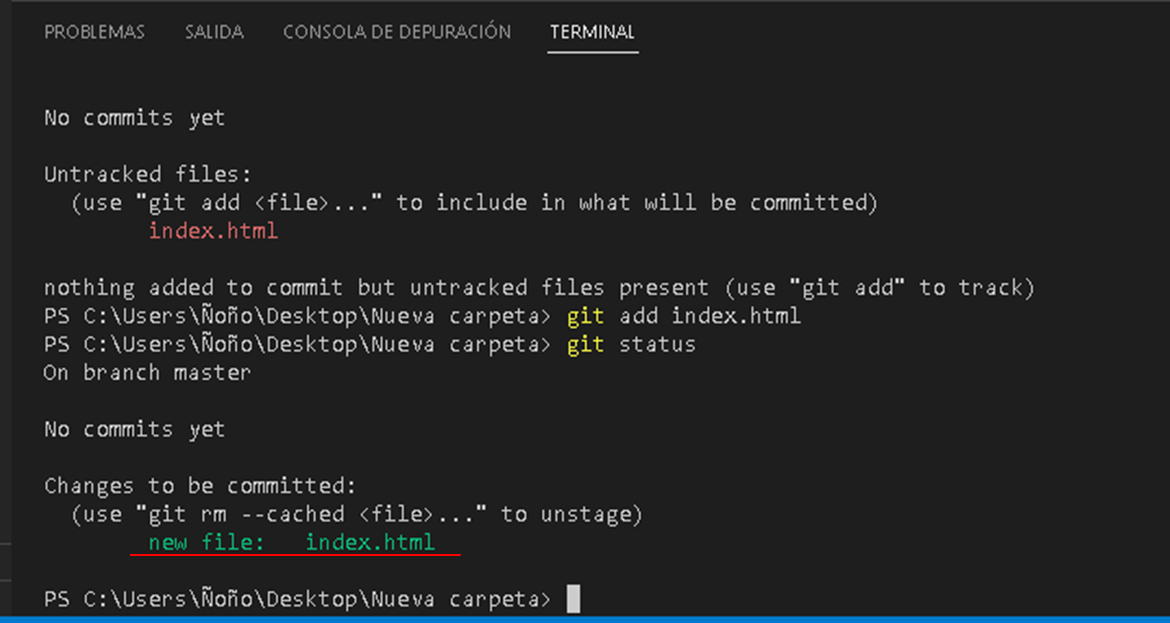 PROBLEMAS SALIDA CONSOLA DE DEPURACIÓN TERMINAL
No commits yet
Untracked files:
(use "git add <file>..." to include in what will be committed)
index.html
nothing added to commit but untracked files present (use "git add" to track)
PS C:\Users\Ñoño\Desktop\Nueva carpeta> git add index.html
PS C:\Users\Ñoño\Desktop\Nueva carpeta> git status
On branch master
No commits yet
Changes to be committed:
(use "git rm --cached <file>..." to unstage)
new file:   index.html
PS C:\Users\Ñoño\Desktop\Nueva carpeta>